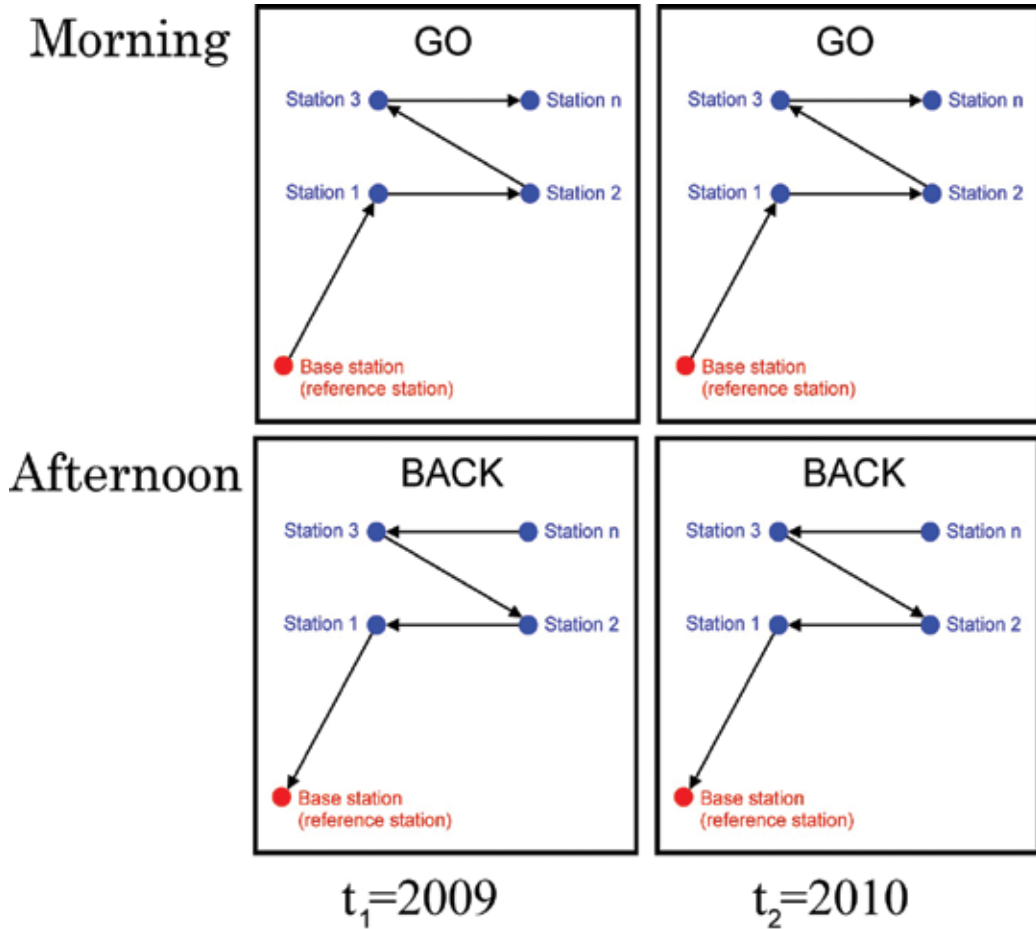 Morning
GO
Station 3
Station n
Station 1
Station 2
Base station
(reference station)
GO
Station 3
Station n
Station 1
Station 2
Base station
(reference station)
Afternoon
BACK
Station 3
Station n
Station 1
Station 2
Base station
(reference station)
BACK
Station 3
Station n
Station 1
Station 2
Base station
(reference station)
t₁=2009
t₂=2010